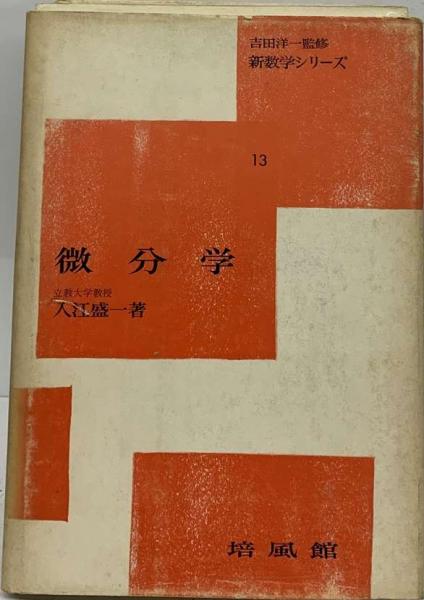 吉田洋一監修
新数学シリーズ
13
微分学
立教大学教授
入江盛一著
培風館